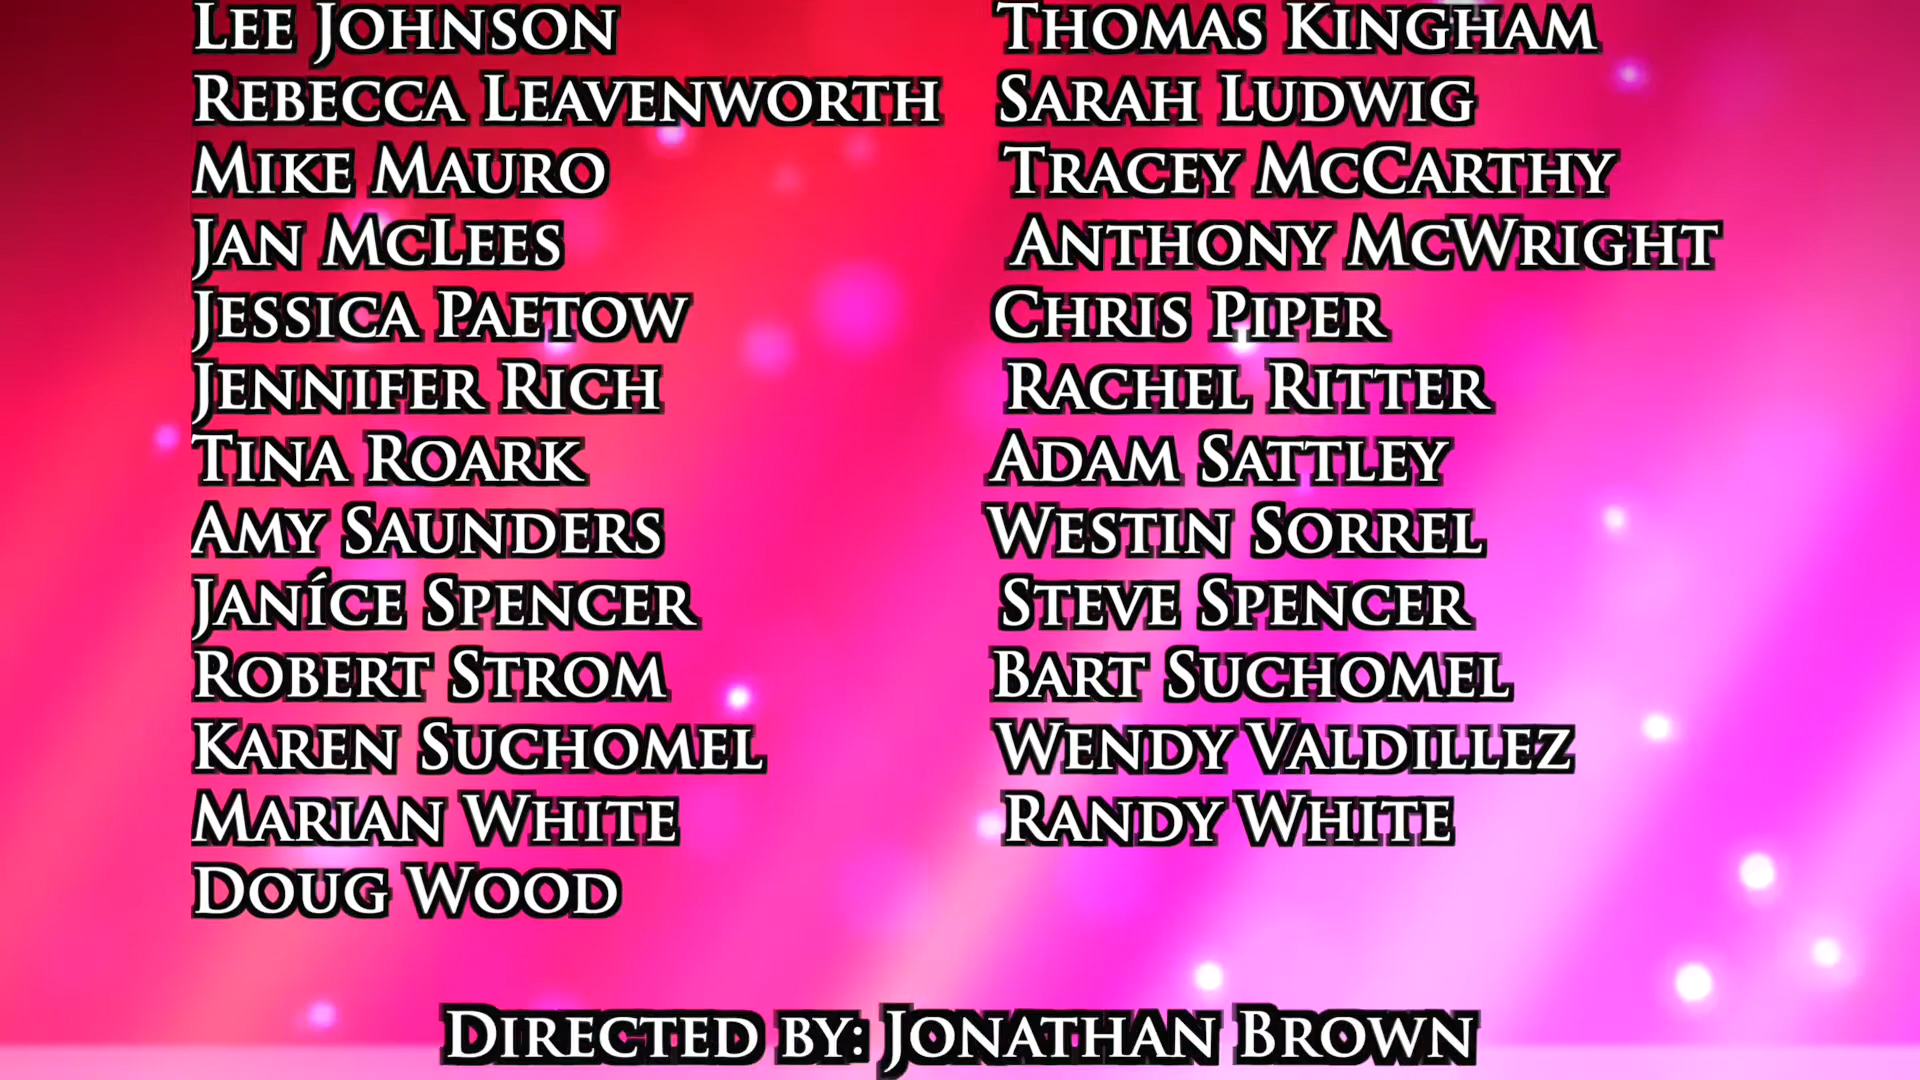 Lee Johnson Thomas Kingham
Rebecca Leavenworth Sarah Ludwig
Mike Mauro Tracey McCarthy
Jan McLees Anthony McWright
Jessica Paetow Chris Piper
Jennifer Rich Rachel Ritter
Tina Roark Adam Sattley
Amy Saunders Westin Sorrel
Janíce Spencer Steve Spencer
Robert Strom Bart Suchomel
Karen Suchomel Wendy Valdillez
Marian White Randy White
Doug Wood
Directed by: Jonathan Brown